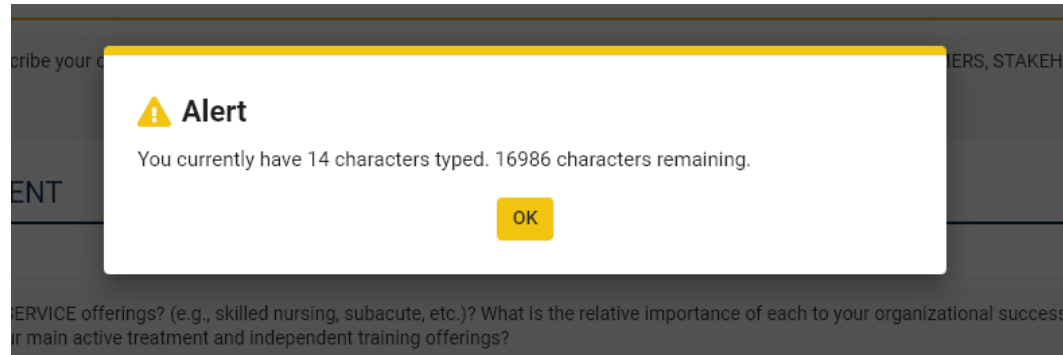 cribe your
MERS, STAKEH
Alert
You currently have 14 characters typed. 16986 characters remaining.
ENT
OK
SERVICE offerings? (e.g., skilled nursing, subacute, etc.)? What is the relative importance of each to your organizational success
r main active treatment and independent training offerings?